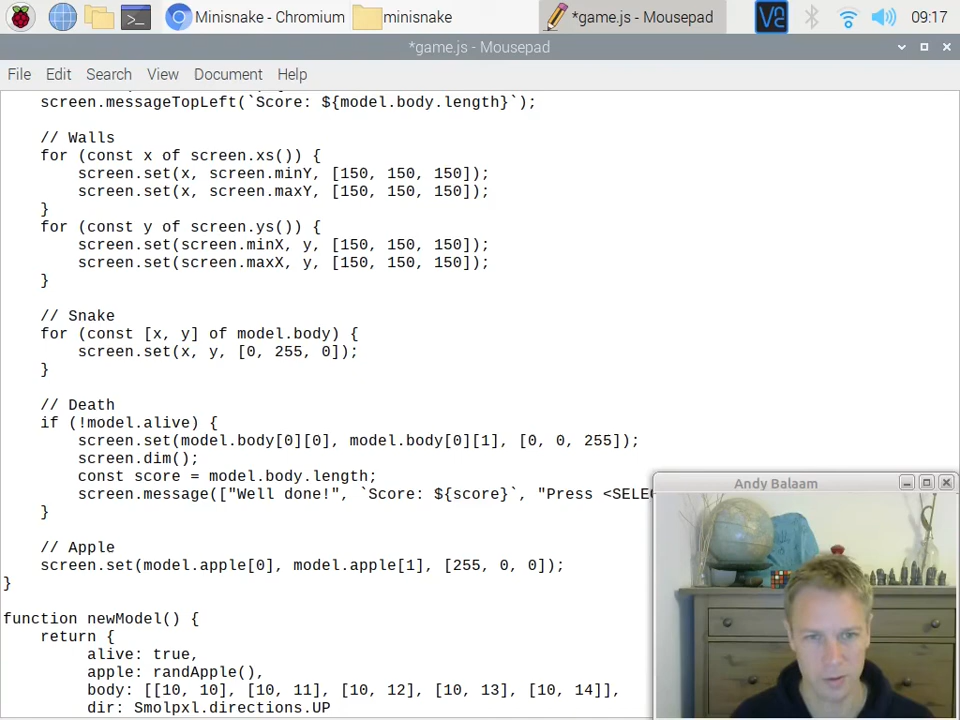 Minisnake - Chromium
minisnake
*game.js - Mousepad
09:17
*game.js - Mousepad
File Edit Search View Document Help
screen.messageTopLeft(`Score: ${model.body.length}`);
// Walls
for (const x of screen.xs()) {
screen.set(x, screen.minY, [150, 150, 150]);
screen.set(x, screen.maxY, [150, 150, 150]);
}
for (const y of screen.ys()) {
screen.set(screen.minX, y, [150, 150, 150]);
screen.set(screen.maxX, y, [150, 150, 150]);
}
// Snake
for (const [x, y] of model.body) {
screen.set(x, y, [0, 255, 0]);
}
// Death
if (!model.alive) {
screen.set(model.body[0][0], model.body[0][1], [0, 0, 255]);
screen.dim();
const score = model.body.length;
screen.message(["Well done!", `Score: ${score}`, "Press <SELE
}
// Apple
screen.set(model.apple[0], model.apple[1], [255, 0, 0]);
}
function newModel() {
return {
alive: true,
apple: randApple(),
body: [[10, 10], [10, 11], [10, 12], [10, 13], [10, 14]],
dir: Smolpxl.directions.UP
Andy Balaam